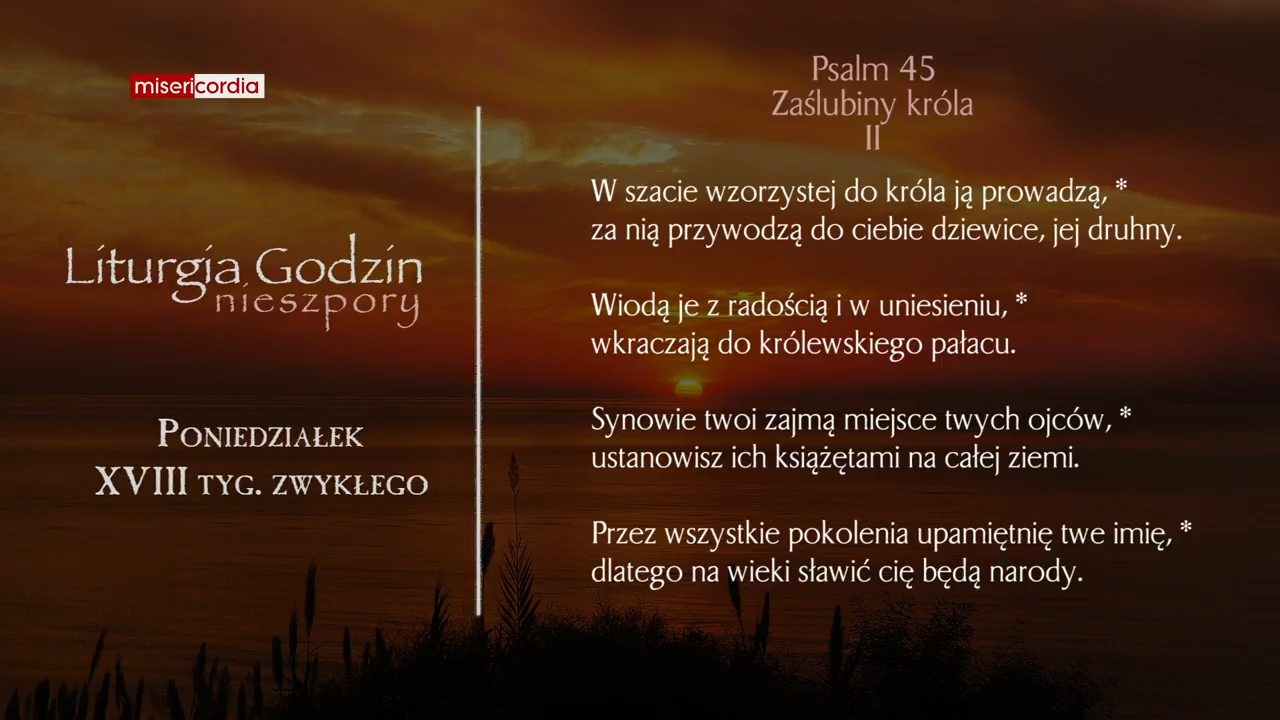 misericordia
Liturgia Godzin
nieszpory
Poniedziałek
XVIII tyg. zwykłego
Psalm 45
Zaślubiny króla
II
W szacie wzorzystej do króla ją prowadzą, *
za nią przywodzą do ciebie dziewice, jej druhny.
Wiodą je z radością i w uniesieniu, *
wkraczają do królewskiego pałacu.
Synowie twoi zajmą miejsce twych ojców, *
ustanowisz ich książętami na całej ziemi.
Przez wszystkie pokolenia upamiętnię twe imię, *
dlatego na wieki sławić cię będą narody.